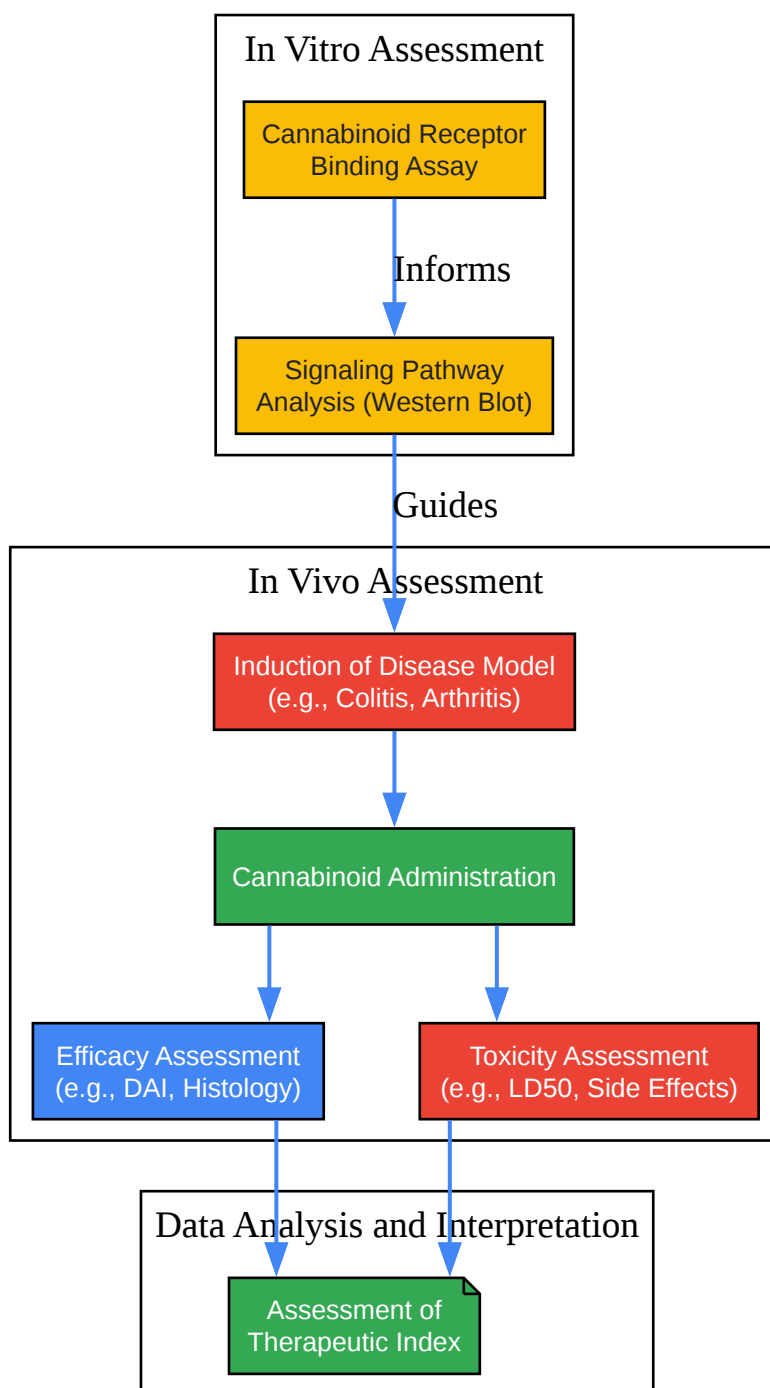 In Vitro Assessment
Cannabinoid Receptor
Binding Assay
Informs
Signaling Pathway
Analysis (Western Blot)
Guides
In Vivo Assessment
Induction of Disease Model
(e.g., Colitis, Arthritis)
Cannabinoid Administration
Efficacy Assessment
(e.g., DAI, Histology)
Toxicity Assessment
(e.g., LD50, Side Effects)
Data Analysis and Interpretation
Assessment of
Therapeutic Index